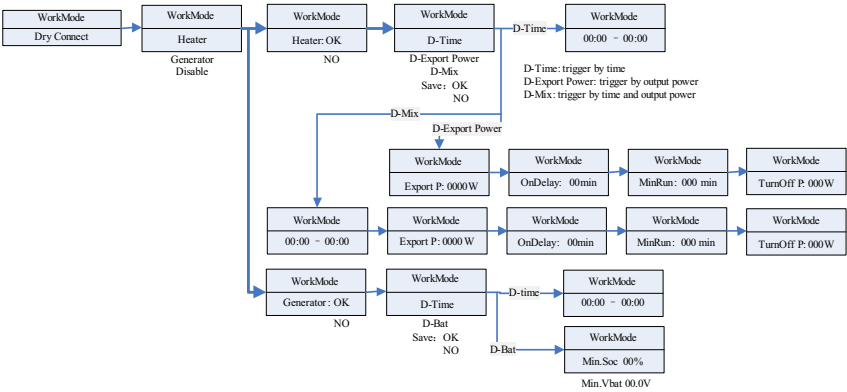 WorkMode
Dry Connect
WorkMode
Heater
Generator
Disable
WorkMode
Heater: OK
NO
WorkMode
D-Time
D-Export Power
D-Mix
Save: OK
NO
D-Time
WorkMode
00:00 - 00:00
D-Time: trigger by time
D-Export Power: trigger by output power
D-Mix: trigger by time and output power
D-Mix
D-Export Power
WorkMode
Export P: 0000W
WorkMode
OnDelay: 00min
WorkMode
MinRun: 000 min
WorkMode
TurnOff P: 000W
WorkMode
00:00 - 00:00
WorkMode
Export P: 0000W
WorkMode
OnDelay: 00min
WorkMode
MinRun: 000 min
WorkMode
TurnOff P: 000W
WorkMode
Generator: OK
NO
WorkMode
D-Time
D-Bat
Save: OK
NO
D-time
WorkMode
00:00 - 00:00
D-Bat
WorkMode
Min.Soc 00%
Min.Vbat 00.0V